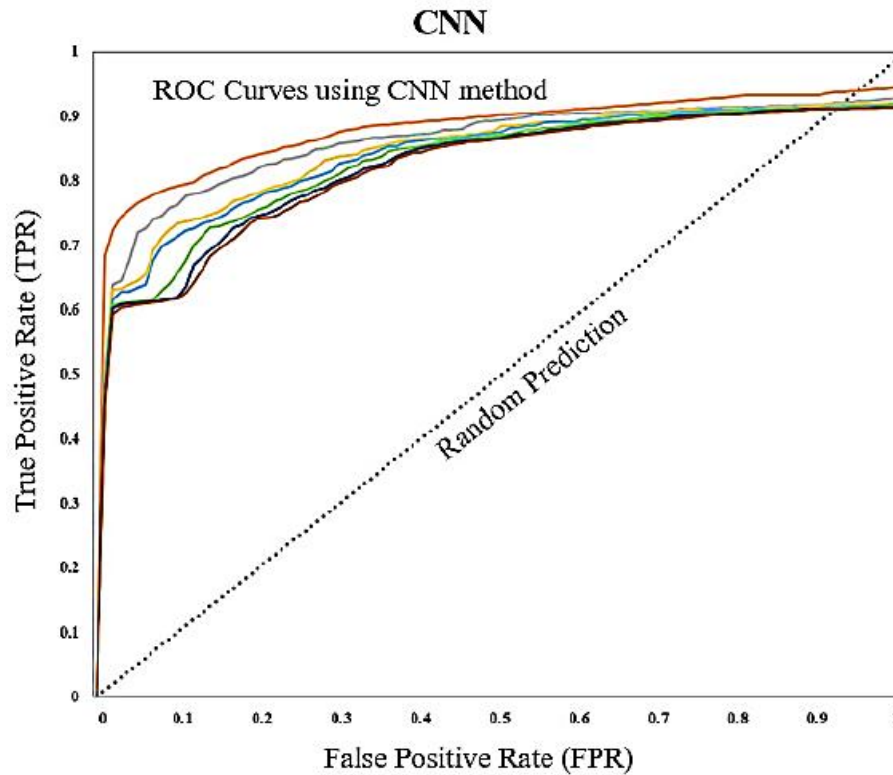 CNN
ROC Curves using CNN method
True Positive Rate (TPR)
1
0.9
0.8
0.7
0.6
0.5
0.4
0.3
0.2
0.1
0
Random Prediction
0 0.1 0.2 0.3 0.4 0.5 0.6 0.7 0.8 0.9
False Positive Rate (FPR)